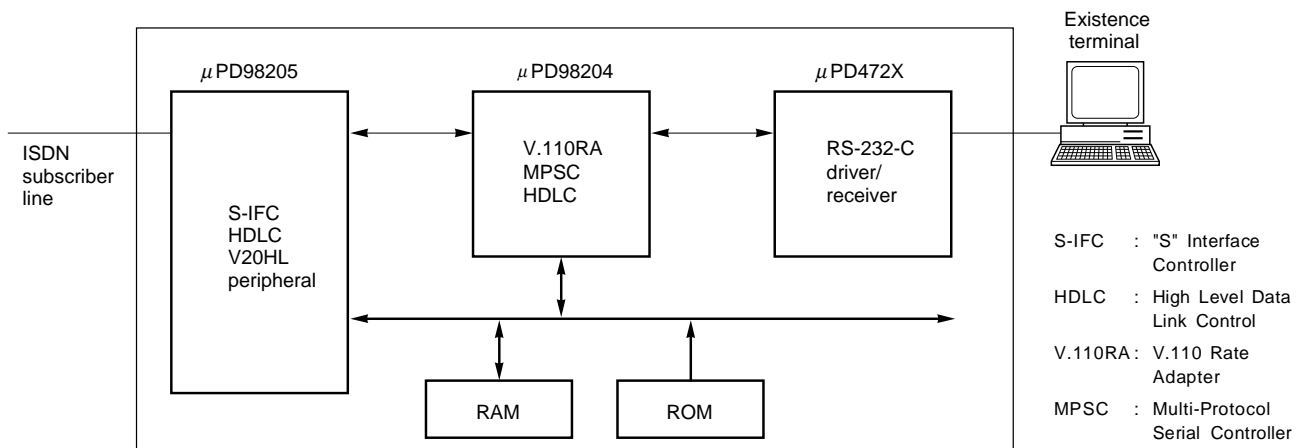 Existence
terminal
μPD98205
μPD98204
μPD472X
ISDN
subscriber
line
S-IFC
HDLC
V20HL
peripheral
V.110RA
MPSC
HDLC
RS-232-C
driver/
receiver
RAM
ROM
S-IFC : "S" Interface
Controller
HDLC : High Level Data
Link Control
V.110RA : V.110 Rate
Adapter
MPSC : Multi-Protocol
Serial Controller